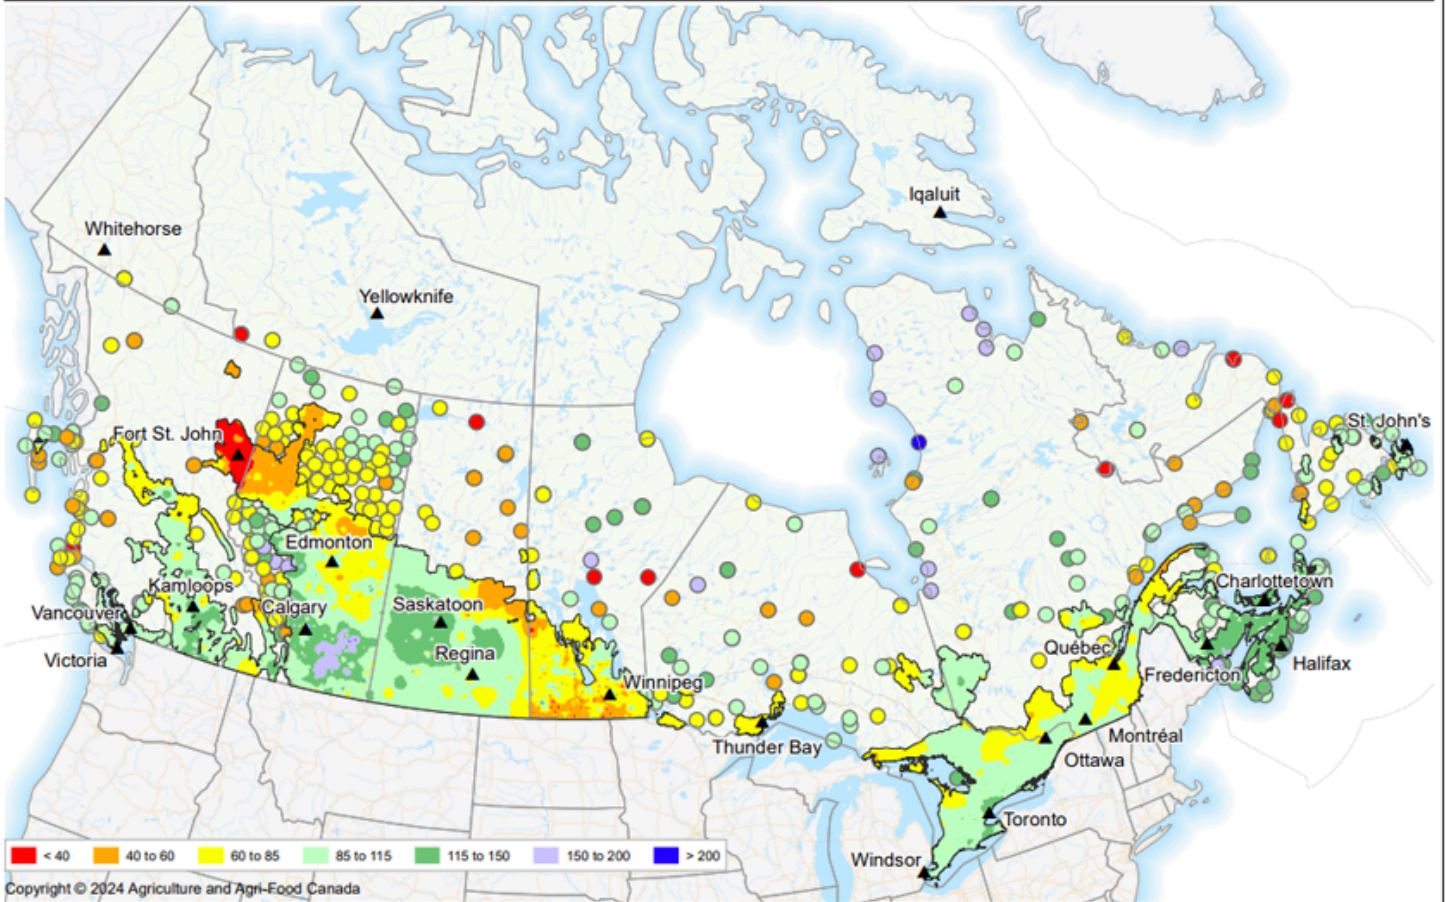 Iqaluit
Whitehorse
Yellowknife
Fort St. John
St. John's
Edmonton
Kamloops
Charlottetown
Vancouver
Calgary
Saskatoon
Québec
Regina
Victoria
Halifax
Fredericton
Winnipeg
Montréal
Thunder Bay
Ottawa
Toronto
Windsor
< 40 40 to 60 60 to 85 85 to 115 115 to 150 150 to 200 > 200
Copyright © 2024 Agriculture and Agri-Food Canada